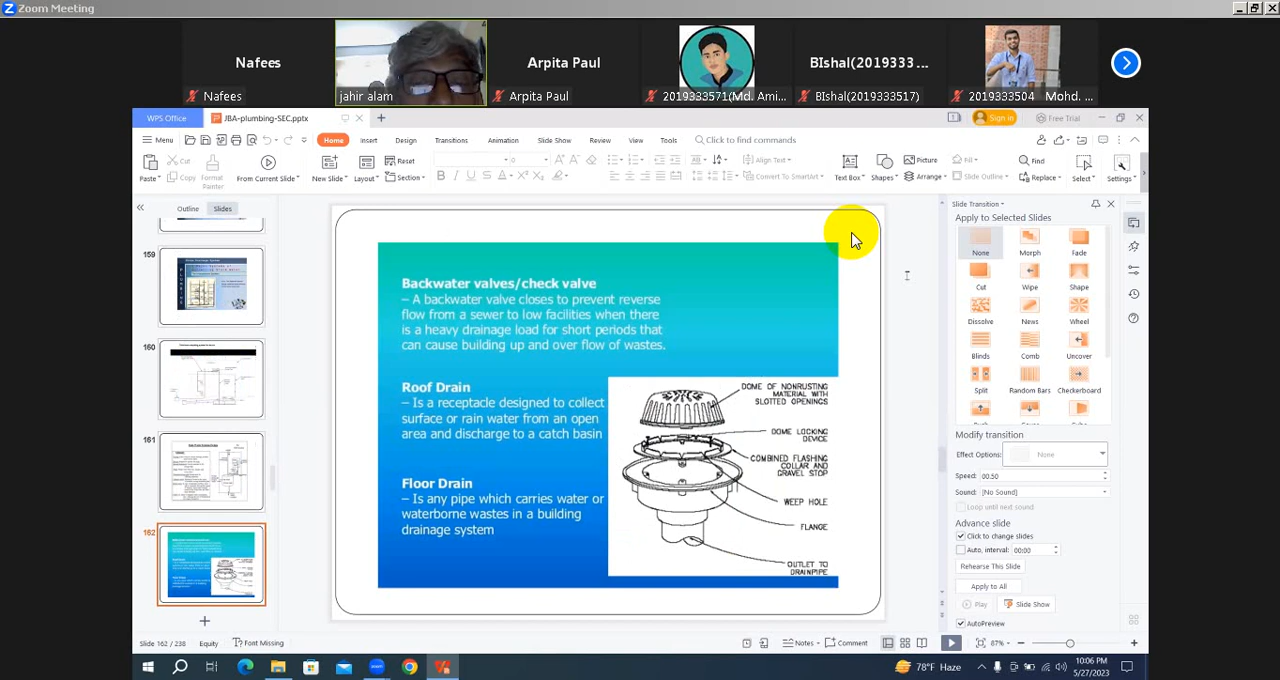 Zoom Meeting
Nafees
Arpita Paul
BIshal(2019333...
Nafees
jahir alam
Arpita Paul
2019333571(Md. Ami...
BIshal(2019333517)
2019333504 Mohd. ...
WPS Office
JBA-plumbing-SEC.pptx
Sign in
Free Trial
Menu
Home
Insert
Design
Transitions
Animation
Slide Show
Review
View
Tools
Click to find commands
Paste
Cut
Copy
Format Painter
From Current Slide
New Slide
Layout
Reset
Section
Align Text
Convert To SmartArt
Text Box
Shapes
Picture
Arrange
Fill
Slide Outline
Find
Replace
Select
Settings
Outline
Slides
159
160
161
162
Backwater valves/check valve
– A backwater valve closes to prevent reverse
flow from a sewer to low facilities when there
is a heavy drainage load for short periods that
can cause building up and over flow of wastes.
Roof Drain
– Is a receptacle designed to collect
surface or rain water from an open
area and discharge to a catch basin
Floor Drain
– Is any pipe which carries water or
waterborne wastes in a building
drainage system
DOME OF NONRUSTING
MATERIAL WITH
SLOTTED OPENINGS
DOME LOCKING
DEVICE
COMBINED FLASHING
COLLAR AND
GRAVEL STOP
WEEP HOLE
FLANGE
OUTLET TO
DRAINPIPE
Slide Transition
Apply to Selected Slides
None
Morph
Fade
Cut
Wipe
Shape
Dissolve
News
Wheel
Blinds
Comb
Uncover
Split
Random Bars
Checkerboard
Modify transition
Effect Options:
None
Speed: 00.50
Sound: [No Sound]
Loop until next sound
Advance slide
Click to change slides
Auto, interval: 00:00
Rehearse This Slide
Apply to All
Play
Slide Show
AutoPreview
Slide 162 / 238
Equity
Font Missing
Notes
Comment
87%
78°F Haze
10:06 PM
5/27/2023